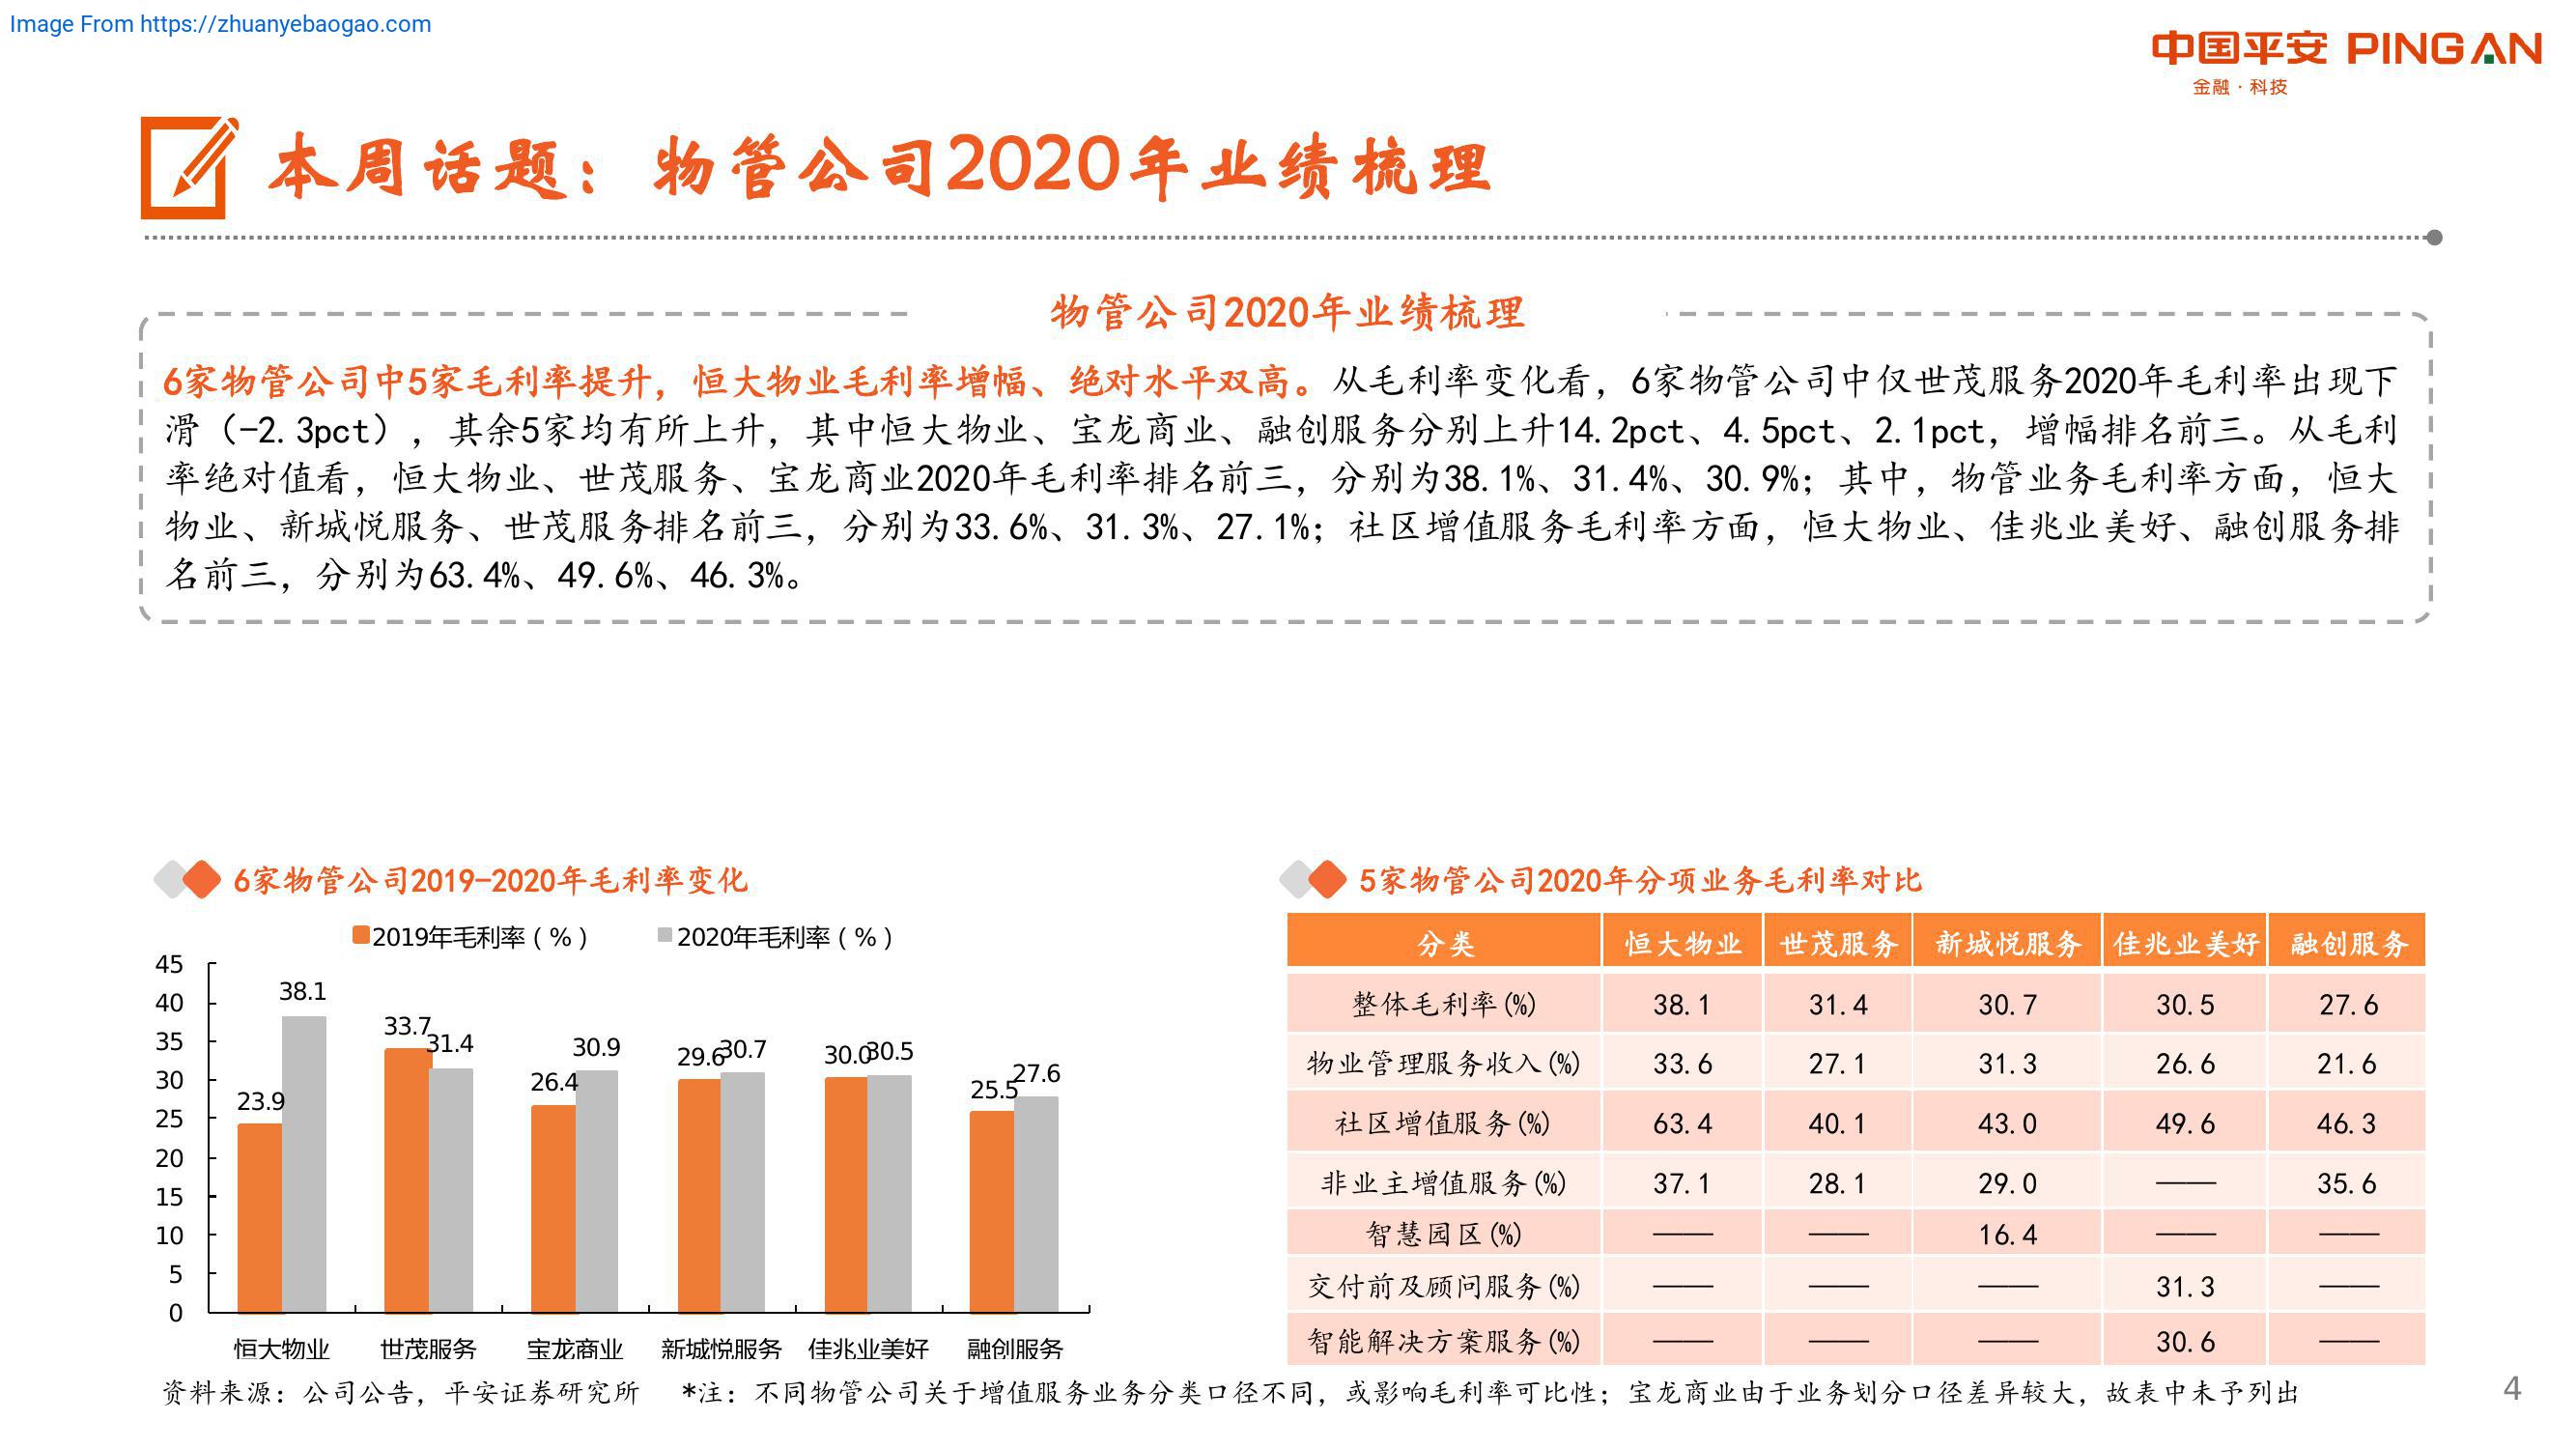 Image From https://zhuanyebaogao.com
中国平安 PINGAN
金融·科技
本周话题：物管公司2020年业绩梳理
物管公司2020年业绩梳理
6家物管公司中5家毛利率提升，恒大物业毛利率增幅、绝对水平双高。从毛利率变化看，6家物管公司中仅世茂服务2020年毛利率出现下
滑（-2.3pct），其余5家均有所上升，其中恒大物业、宝龙商业、融创服务分别上升14.2pct、4.5pct、2.1pct，增幅排名前三。从毛利
率绝对值看，恒大物业、世茂服务、宝龙商业2020年毛利率排名前三，分别为38.1%、31.4%、30.9%；其中，物管业务毛利率方面，恒大
物业、新城悦服务、世茂服务排名前三，分别为33.6%、31.3%、27.1%；社区增值服务毛利率方面，恒大物业、佳兆业美好、融创服务排
名前三，分别为63.4%、49.6%、46.3%。
6家物管公司2019-2020年毛利率变化
2019年毛利率（%） 2020年毛利率（%）
45
40
35
30
25
20
15
10
5
0
23.9 38.1
33.7 31.4
26.4 30.9
29.6 30.7
30.0 30.5
25.5 27.6
恒大物业 世茂服务 宝龙商业 新城悦服务 佳兆业美好 融创服务
5家物管公司2020年分项业务毛利率对比
分类 恒大物业 世茂服务 新城悦服务 佳兆业美好 融创服务
整体毛利率(%) 38.1 31.4 30.7 30.5 27.6
物业管理服务收入(%) 33.6 27.1 31.3 26.6 21.6
社区增值服务(%) 63.4 40.1 43.0 49.6 46.3
非业主增值服务(%) 37.1 28.1 29.0 —— 35.6
智慧园区(%) —— —— 16.4 —— ——
交付前及顾问服务(%) —— —— —— 31.3 ——
智能解决方案服务(%) —— —— —— 30.6 ——
资料来源：公司公告，平安证券研究所 *注：不同物管公司关于增值服务业务分类口径不同，或影响毛利率可比性；宝龙商业由于业务划分口径差异较大，故表中未予列出
4